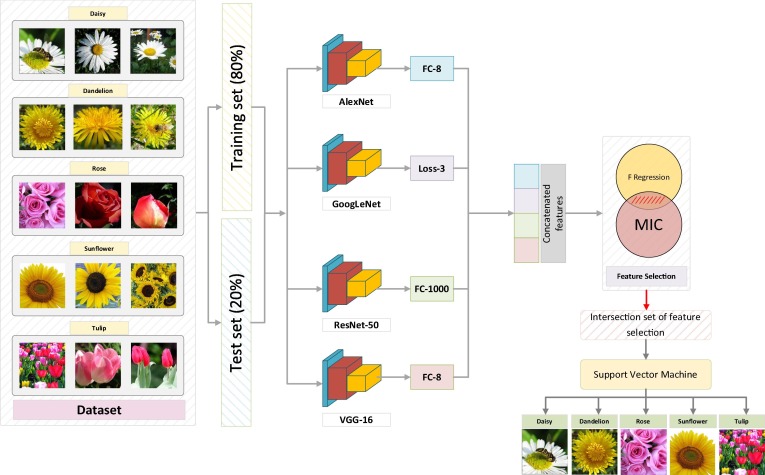 Daisy
Dandelion
Rose
Sunflower
Tulip
Dataset
Training set (80%)
Test set (20%)
AlexNet
FC-8
GoogLeNet
Loss-3
ResNet-50
FC-1000
VGG-16
FC-8
Concatenated
features
F Regression
MIC
Feature Selection
Intersection set of feature
selection
Support Vector Machine
Daisy
Dandelion
Rose
Sunflower
Tulip